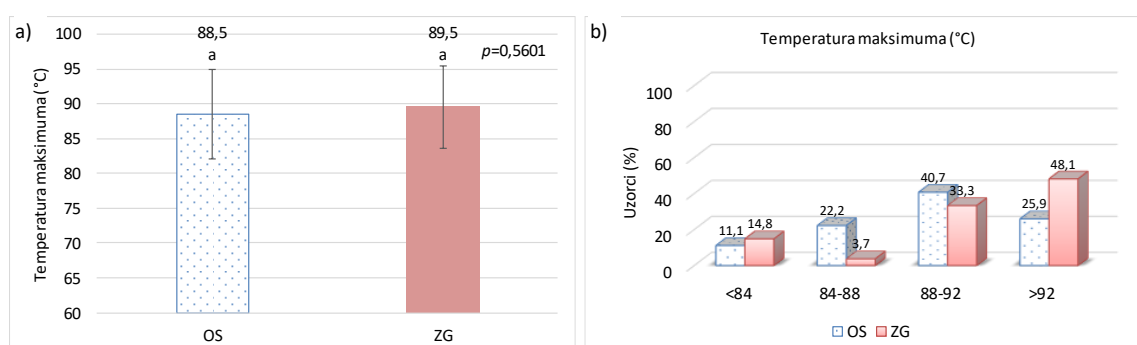 a)
88,5 89,5
a a p=0,5601
Temperatura maksimuma (°C)
100
95
90
85
80
75
70
65
60
OS ZG
b)
Temperatura maksimuma (°C)
Uzorci (%)
100
80
60
40
20
0
11,1 14,8 22,2 3,7 40,7 33,3 25,9 48,1
<84 84-88 88-92 >92
OS ZG